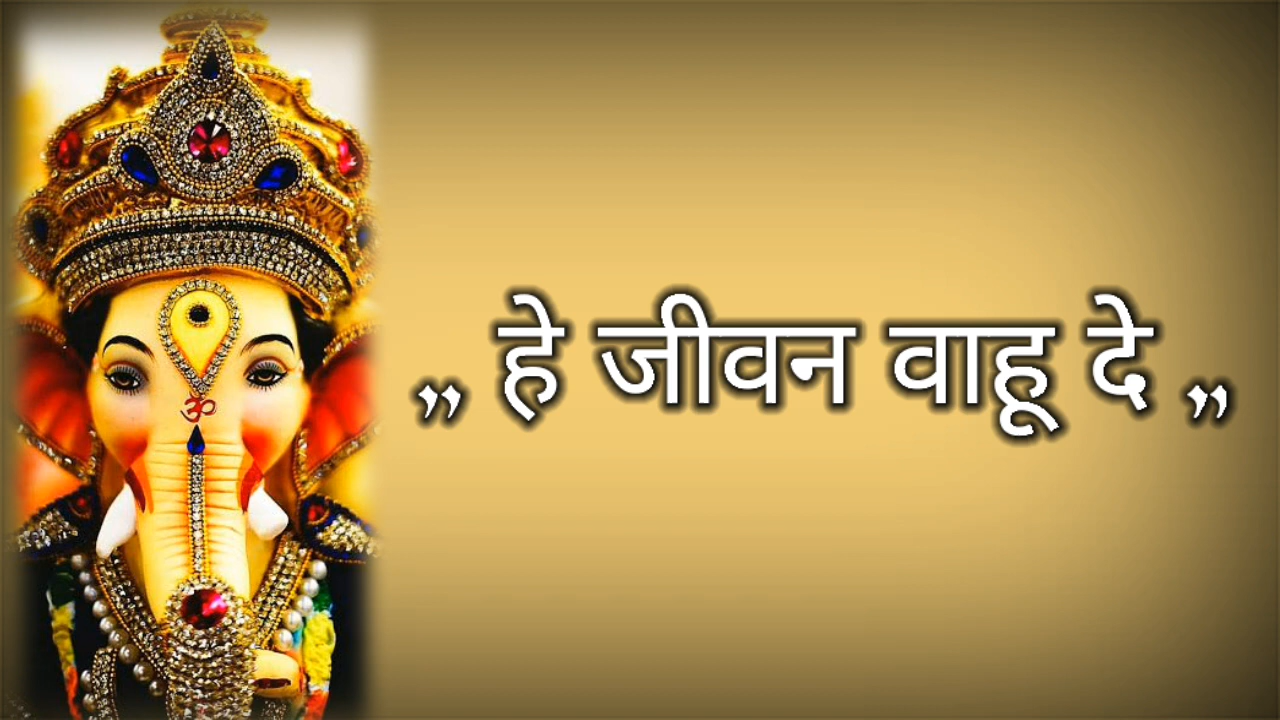 ॐ
,, हे जीवन वाहू दे ,,